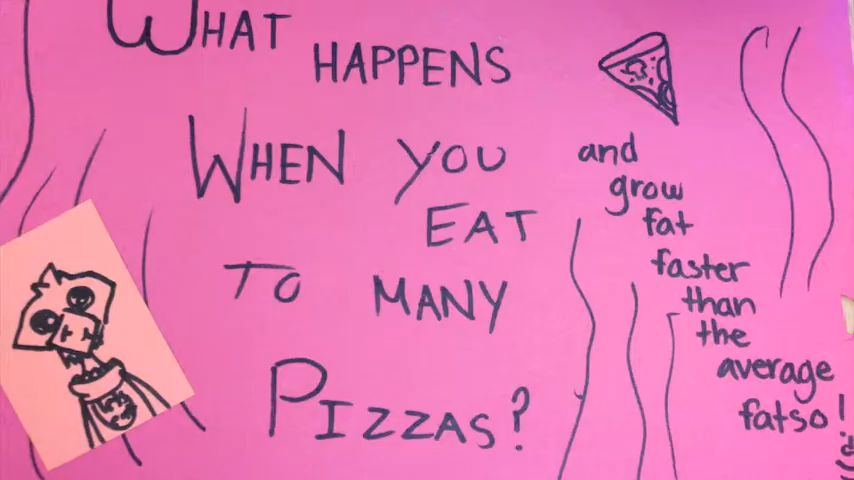 WHAT
HAPPENS
WHEN YOU
EAT
TO MANY
PIZZAS?
and
grow
fat
faster
than
the
average
fatso!